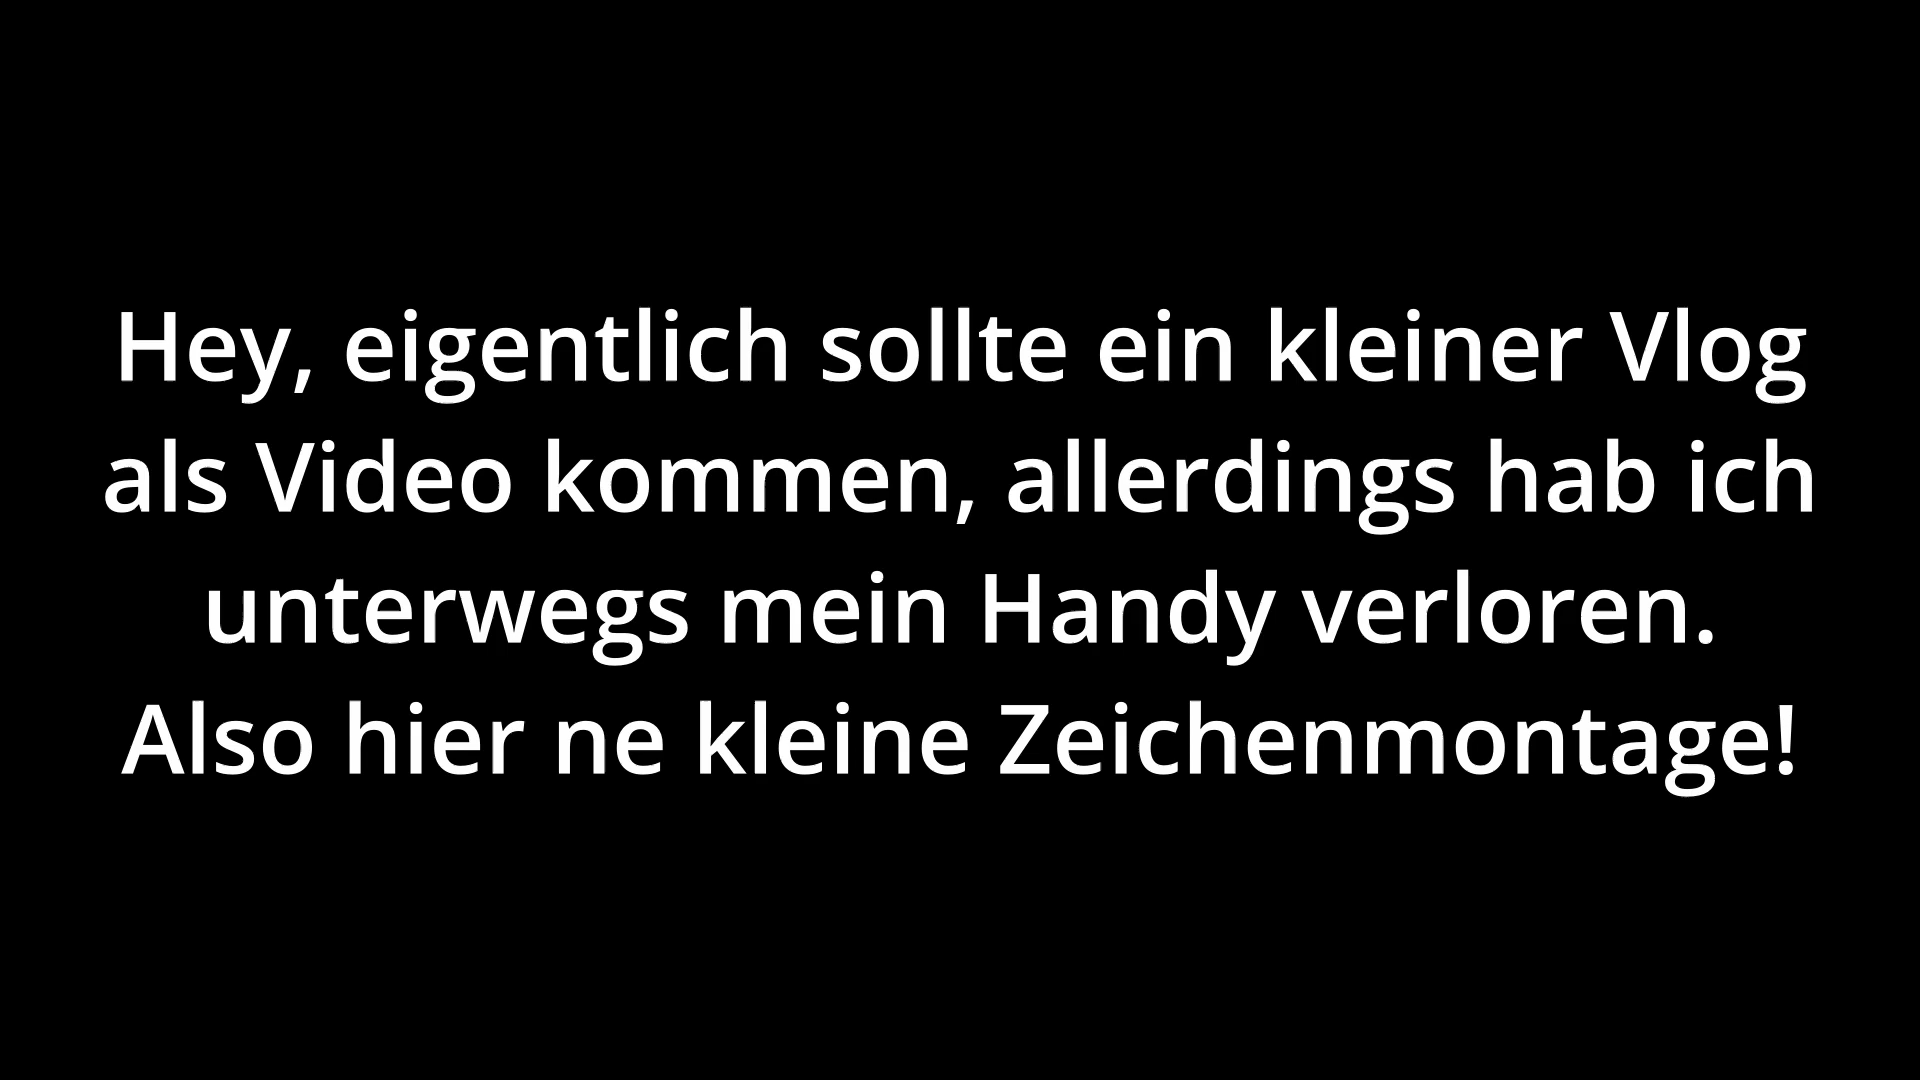 Hey, eigentlich sollte ein kleiner Vlog
als Video kommen, allerdings hab ich
unterwegs mein Handy verloren.
Also hier ne kleine Zeichenmontage!